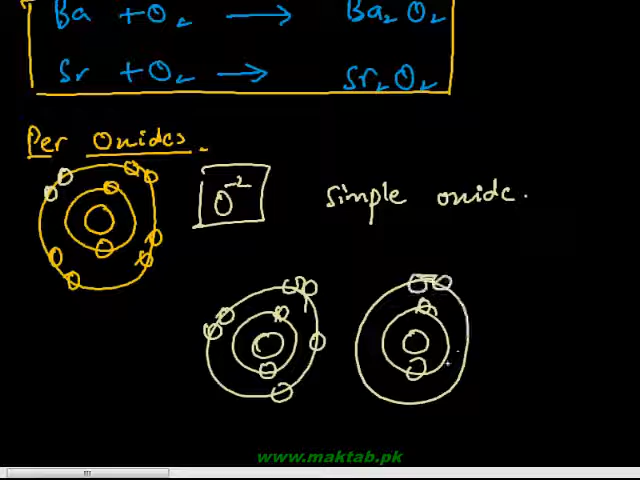 Ba + O₂ ⟶ Ba₂O₂
Sr + O₂ ⟶ Sr₂O₂
Per Oxides.
O⁻² simple oxide.
www.maktab.pk